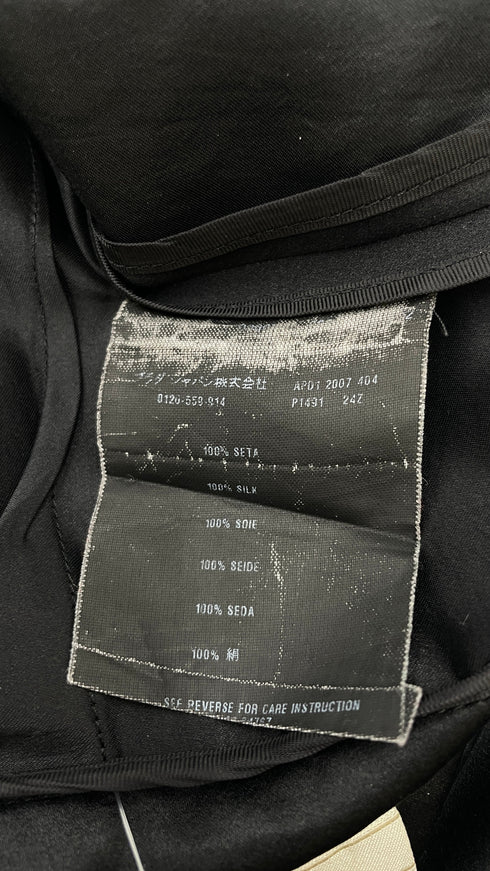 プラダ ジャパン株式会社 AP01 2007 404
0120-559-914 P1491 24Z
100% SETA
100% SILK
100% SOIE
100% SEIDE
100% SEDA
100% 絹
SEE REVERSE FOR CARE INSTRUCTION